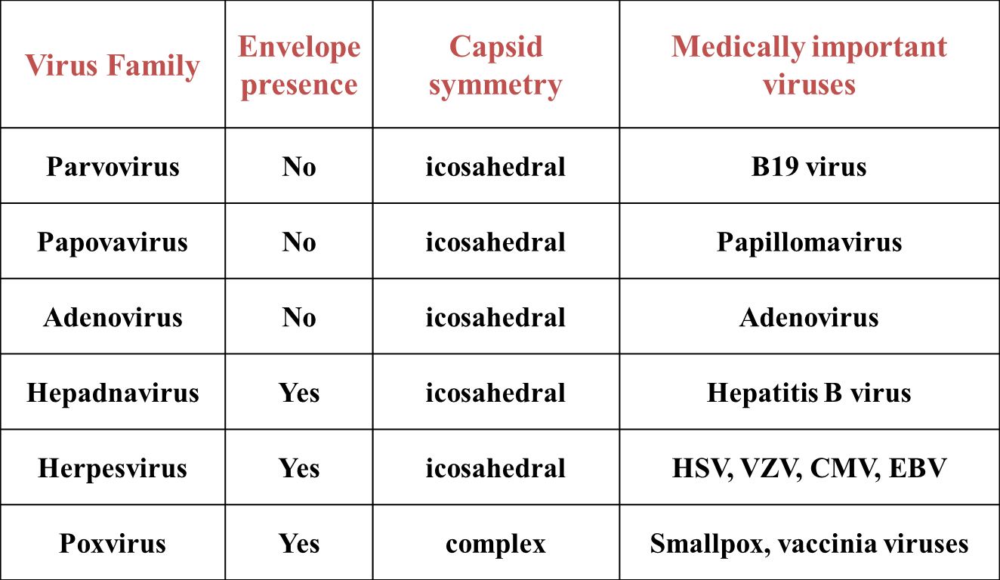 Virus Family
Envelope
presence
Capsid
symmetry
Medically important
viruses
Parvovirus
No
icosahedral
B19 virus
Papovavirus
No
icosahedral
Papillomavirus
Adenovirus
No
icosahedral
Adenovirus
Hepadnavirus
Yes
icosahedral
Hepatitis B virus
Herpesvirus
Yes
icosahedral
HSV, VZV, CMV, EBV
Poxvirus
Yes
complex
Smallpox, vaccinia viruses